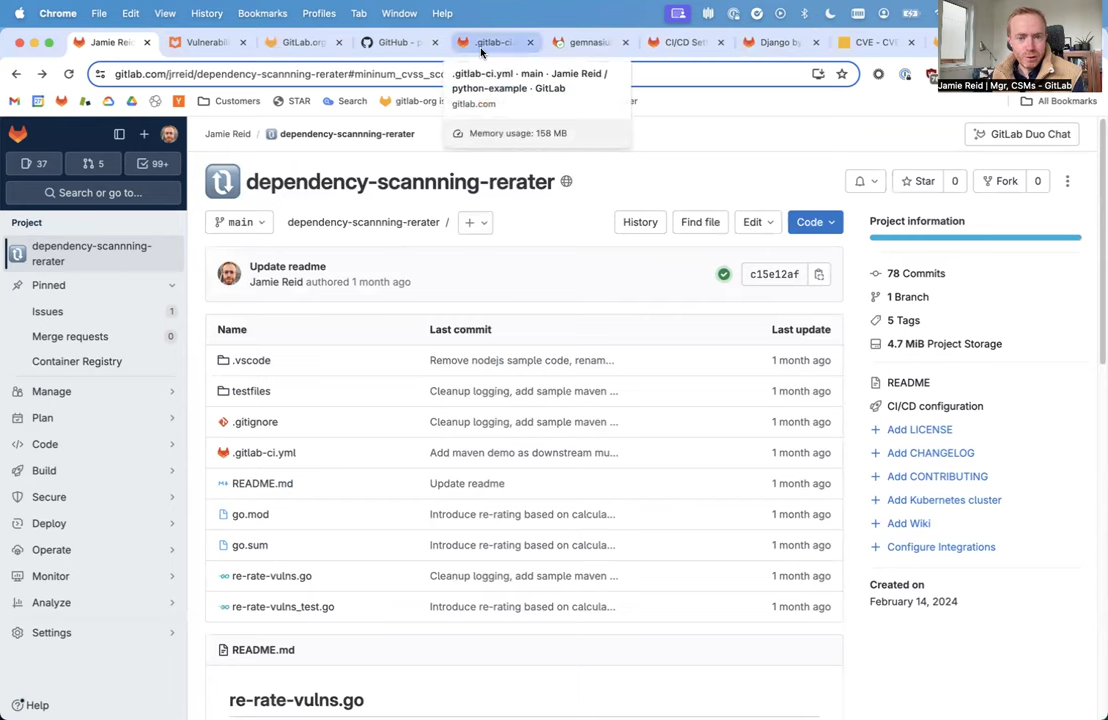 Chrome File Edit View History Bookmarks Profiles Tab Window Help
Jamie Rei
Vulnerabil
GitLab.org
GitHub - p
.gitlab-ci.
gemnasiu
CI/CD Set
Django by
CVE - CV
gitlab.com/jrreid/dependency-scannning-rerater#mininum_cvss_sc
Jamie Reid | Mgr, CSMs - GitLab
.gitlab-ci.yml · main · Jamie Reid /
python-example · GitLab
gitlab.com
Memory usage: 158 MB
Customers
STAR
Search
gitlab-org is
All Bookmarks
37
5
99+
Search or go to...
Project
dependency-scannning-
rerater
Pinned
Issues
1
Merge requests
0
Container Registry
Manage
Plan
Code
Build
Secure
Deploy
Operate
Monitor
Analyze
Settings
Help
Jamie Reid / dependency-scannning-rerater
GitLab Duo Chat
dependency-scannning-rerater
Star 0
Fork 0
main
dependency-scannning-rerater /
History
Find file
Edit
Code
Update readme
Jamie Reid authored 1 month ago
c15e12af
Name Last commit Last update
.vscode Remove nodejs sample code, renam... 1 month ago
testfiles Cleanup logging, add sample maven ... 1 month ago
.gitignore Cleanup logging, add sample maven ... 1 month ago
.gitlab-ci.yml Add maven demo as downstream mu... 1 month ago
README.md Update readme 1 month ago
go.mod Introduce re-rating based on calcula... 1 month ago
go.sum Introduce re-rating based on calcula... 1 month ago
re-rate-vulns.go Cleanup logging, add sample maven ... 1 month ago
re-rate-vulns_test.go Introduce re-rating based on calcula... 1 month ago
README.md
re-rate-vulns.go
Project information
78 Commits
1 Branch
5 Tags
4.7 MiB Project Storage
README
CI/CD configuration
Add LICENSE
Add CHANGELOG
Add CONTRIBUTING
Add Kubernetes cluster
Add Wiki
Configure Integrations
Created on
February 14, 2024